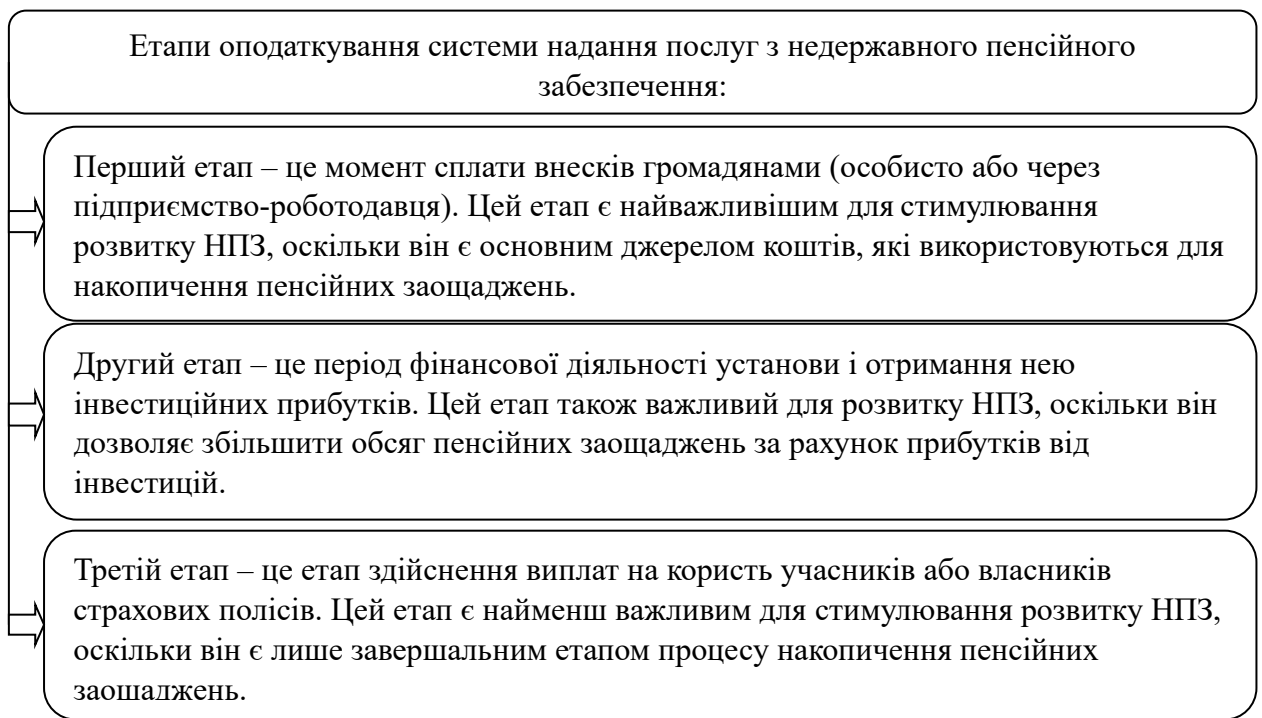 Етапи оподаткування системи надання послуг з недержавного пенсійного
забезпечення:
Перший етап – це момент сплати внесків громадянами (особисто або через
підприємство-роботодавця). Цей етап є найважливішим для стимулювання
розвитку НПЗ, оскільки він є основним джерелом коштів, які використовуються для
накопичення пенсійних заощаджень.
Другий етап – це період фінансової діяльності установи і отримання нею
інвестиційних прибутків. Цей етап також важливий для розвитку НПЗ, оскільки він
дозволяє збільшити обсяг пенсійних заощаджень за рахунок прибутків від
інвестицій.
Третій етап – це етап здійснення виплат на користь учасників або власників
страхових полісів. Цей етап є найменш важливим для стимулювання розвитку НПЗ,
оскільки він є лише завершальним етапом процесу накопичення пенсійних
заощаджень.